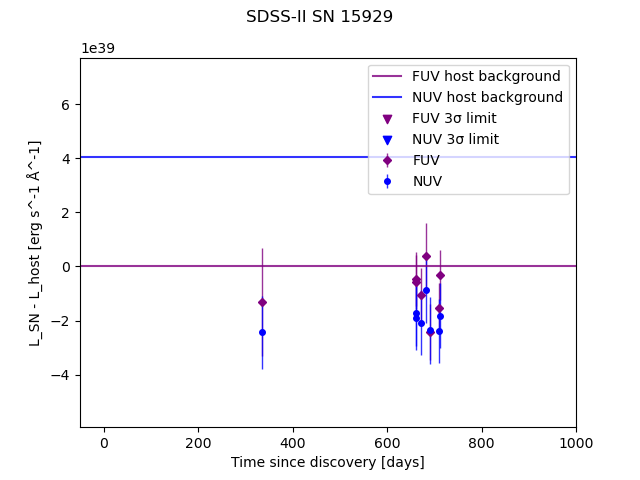 SDSS-II SN 15929
1e39
FUV host background
NUV host background
FUV 3σ limit
NUV 3σ limit
FUV
NUV
6
4
2
0
−2
−4
L_SN - L_host [erg s^-1 Å^-1]
0 200 400 600 800 1000
Time since discovery [days]